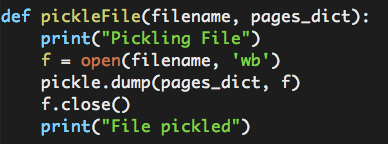 def pickleFile(filename, pages_dict):
    print("Pickling File")
    f = open(filename, 'wb')
    pickle.dump(pages_dict, f)
    f.close()
    print("File pickled")